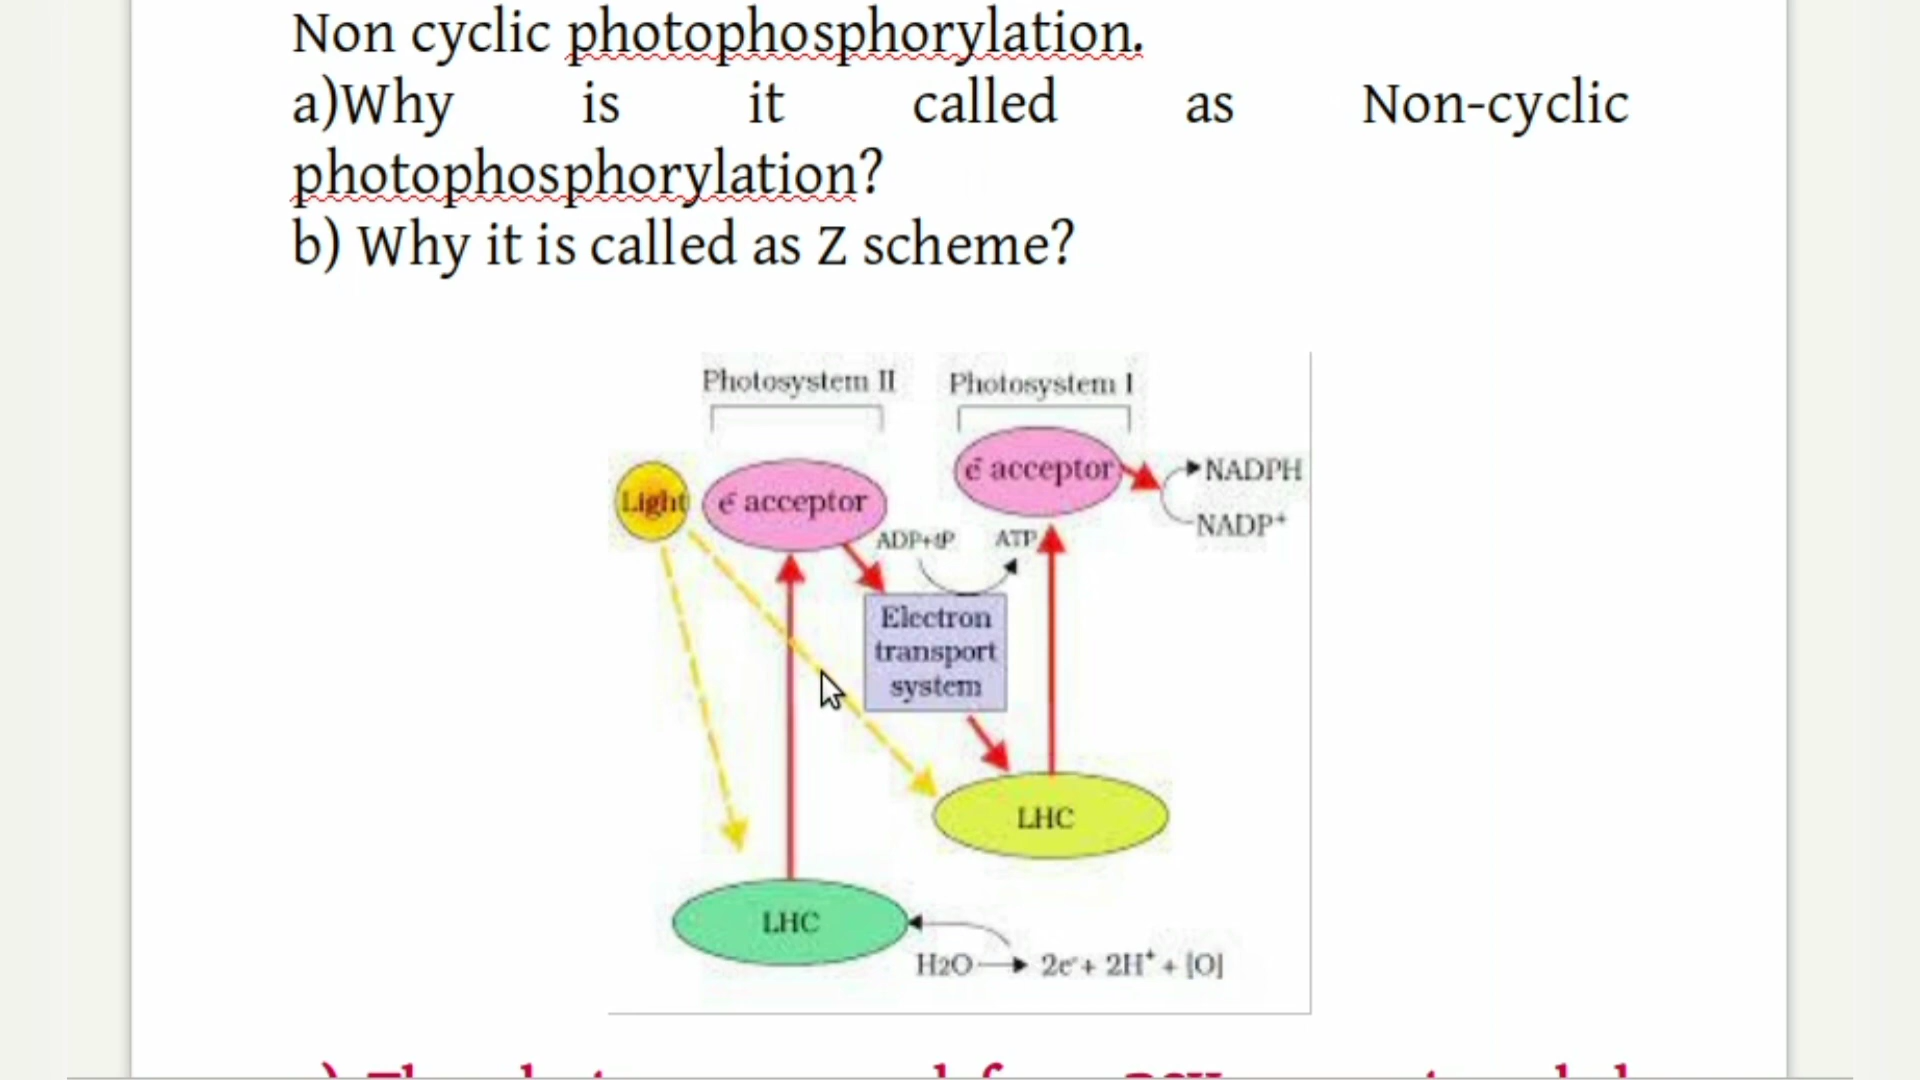 Non cyclic photophosphorylation.
a)Why is it called as Non-cyclic
photophosphorylation?
b) Why it is called as Z scheme?
Photosystem II
Photosystem I
Light
e acceptor
e acceptor
NADPH
NADP+
ADP+iP
ATP
Electron
transport
system
LHC
LHC
H2O → 2e-+ 2H+ + [O]